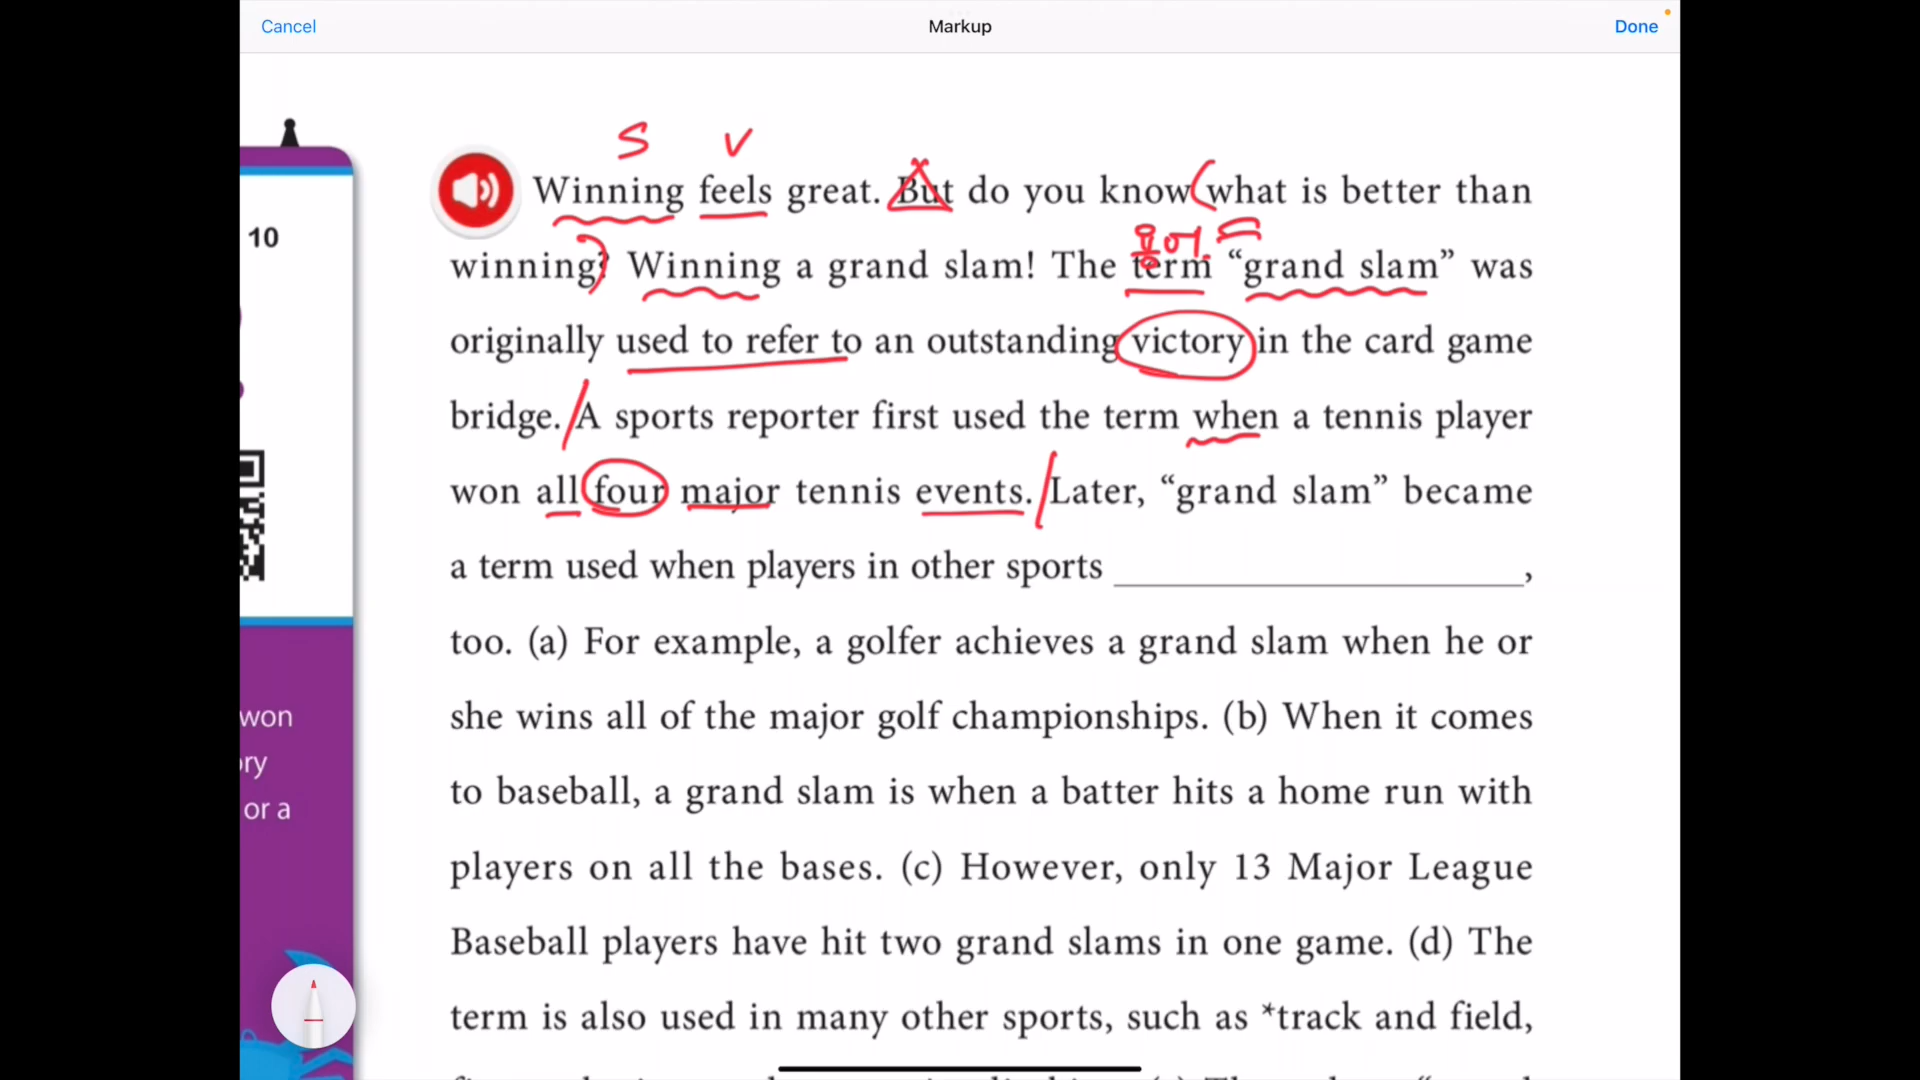 Cancel
Markup
Done
10
won
ory
or a
S V
Winning feels great. But do you know what is better than
용어
winning? Winning a grand slam! The term “grand slam” was
originally used to refer to an outstanding victory in the card game
bridge. A sports reporter first used the term when a tennis player
won all four major tennis events. Later, “grand slam” became
a term used when players in other sports ____________________,
too. (a) For example, a golfer achieves a grand slam when he or
she wins all of the major golf championships. (b) When it comes
to baseball, a grand slam is when a batter hits a home run with
players on all the bases. (c) However, only 13 Major League
Baseball players have hit two grand slams in one game. (d) The
term is also used in many other sports, such as *track and field,